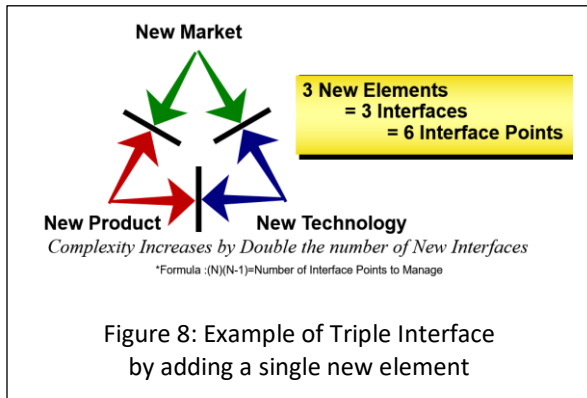 New Market
3 New Elements
= 3 Interfaces
= 6 Interface Points
New Product
New Technology
Complexity Increases by Double the number of New Interfaces
*Formula :(N)(N-1)=Number of Interface Points to Manage
Figure 8: Example of Triple Interface
by adding a single new element